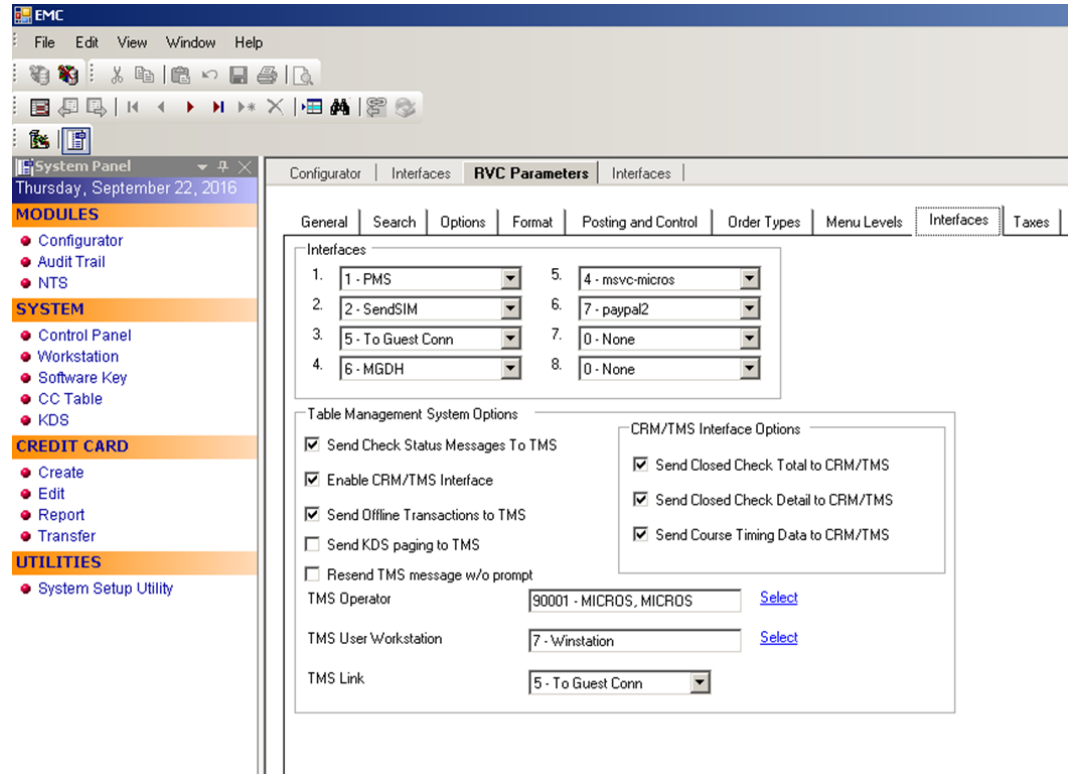 EMC
File Edit View Window Help
System Panel
Thursday, September 22, 2016
MODULES
Configurator
Audit Trail
NTS
SYSTEM
Control Panel
Workstation
Software Key
CC Table
KDS
CREDIT CARD
Create
Edit
Report
Transfer
UTILITIES
System Setup Utility
Configurator Interfaces RVC Parameters Interfaces
General Search Options Format Posting and Control Order Types Menu Levels Interfaces Taxes
Interfaces
1. 1 - PMS 5. 4 - msvc-micros
2. 2 - SendSIM 6. 7 - paypal2
3. 5 - To Guest Conn 7. 0 - None
4. 6 - MGDH 8. 0 - None
Table Management System Options
Send Check Status Messages To TMS
Enable CRM/TMS Interface
Send Offline Transactions to TMS
Send KDS paging to TMS
Resend TMS message w/o prompt
CRM/TMS Interface Options
Send Closed Check Total to CRM/TMS
Send Closed Check Detail to CRM/TMS
Send Course Timing Data to CRM/TMS
TMS Operator 90001 - MICROS, MICROS Select
TMS User Workstation 7 - Winstation Select
TMS Link 5 - To Guest Conn